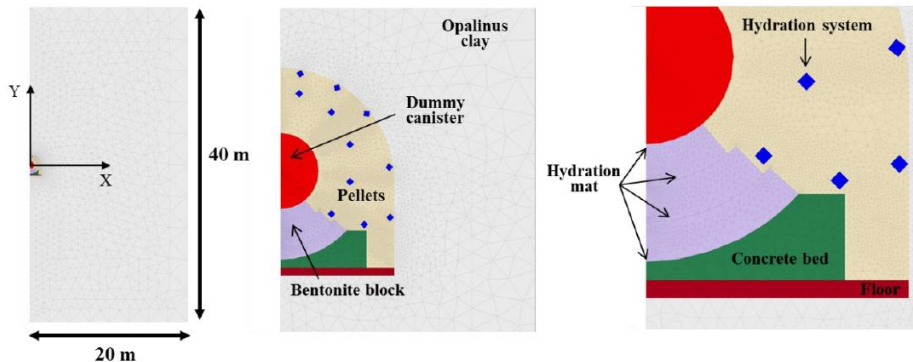 Y
X
40 m
20 m
Opalinus
clay
Dummy
canister
Pellets
Bentonite block
Hydration system
Hydration
mat
Concrete bed
Floor